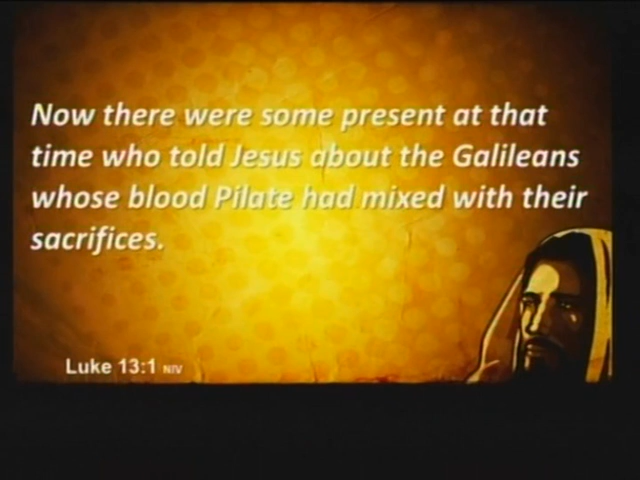 Now there were some present at that
time who told Jesus about the Galileans
whose blood Pilate had mixed with their
sacrifices.
Luke 13:1 NIV